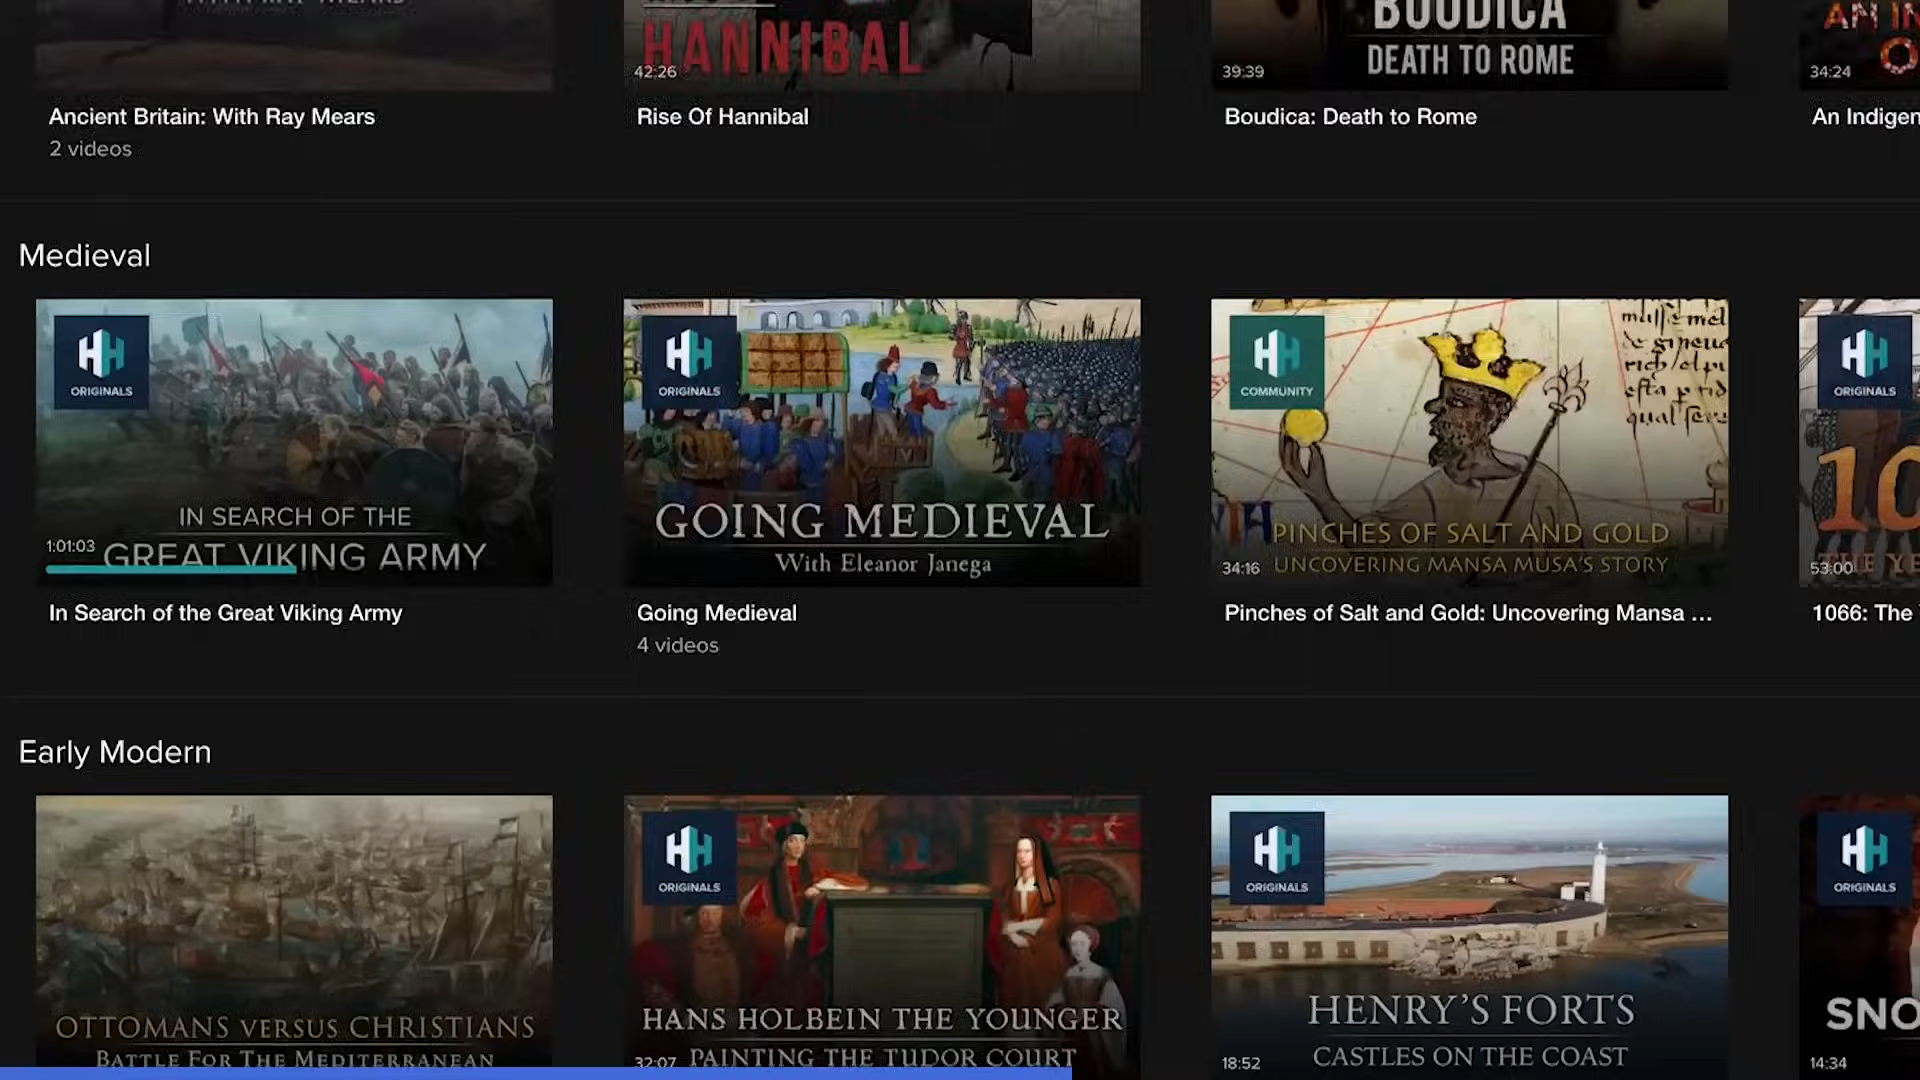 HANNIBAL
42:26
BOUDICA
DEATH TO ROME
39:39
AN IN
34:24
Ancient Britain: With Ray Mears
2 videos
Rise Of Hannibal
Boudica: Death to Rome
An Indigen
Medieval
ORIGINALS
IN SEARCH OF THE
GREAT VIKING ARMY
1:01:03
In Search of the Great Viking Army
ORIGINALS
GOING MEDIEVAL
With Eleanor Janega
Going Medieval
4 videos
COMMUNITY
PINCHES OF SALT AND GOLD
UNCOVERING MANSA MUSA'S STORY
34:16
Pinches of Salt and Gold: Uncovering Mansa ...
ORIGINALS
10
THE YE
53:00
1066: The
Early Modern
OTTOMANS VERSUS CHRISTIANS
BATTLE FOR THE MEDITERRANEAN
ORIGINALS
HANS HOLBEIN THE YOUNGER
PAINTING THE TUDOR COURT
32:07
ORIGINALS
HENRY'S FORTS
CASTLES ON THE COAST
18:52
ORIGINALS
SNO
14:34